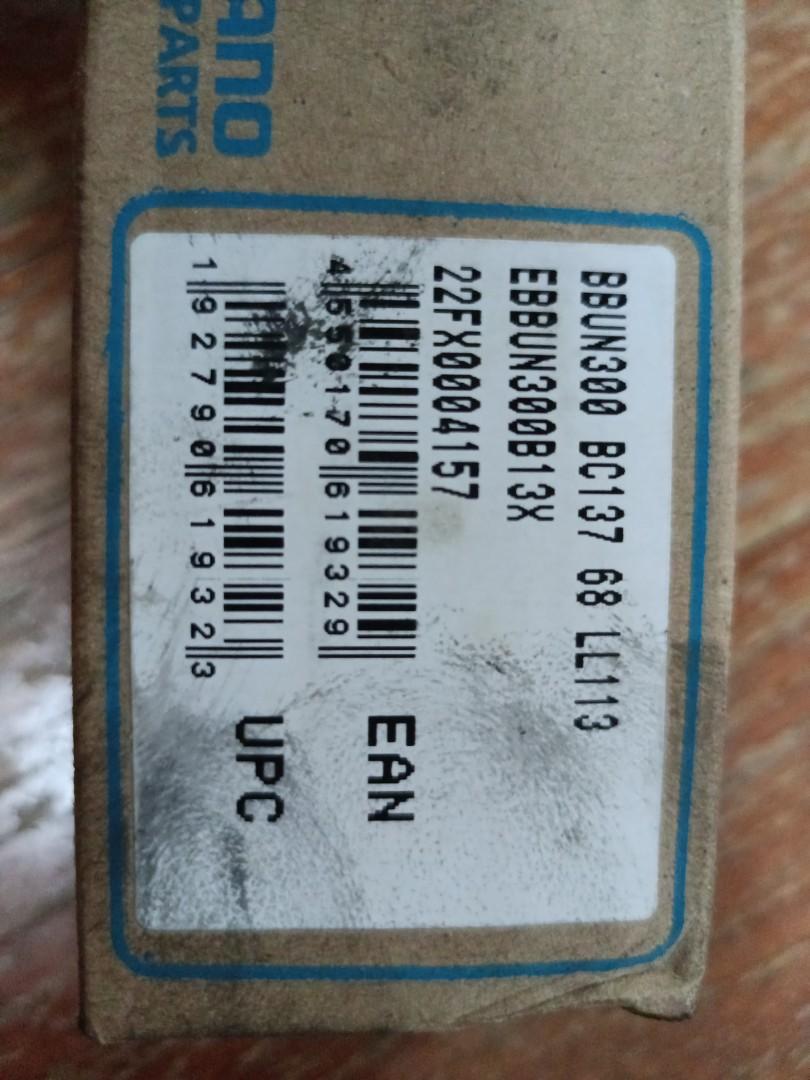 ano
PARTS
BBUN300 BC137 68 LL113
EBBUN300B13X
22FX0004157
4 550170 619329 EAN
1 92790 61932 3 UPC